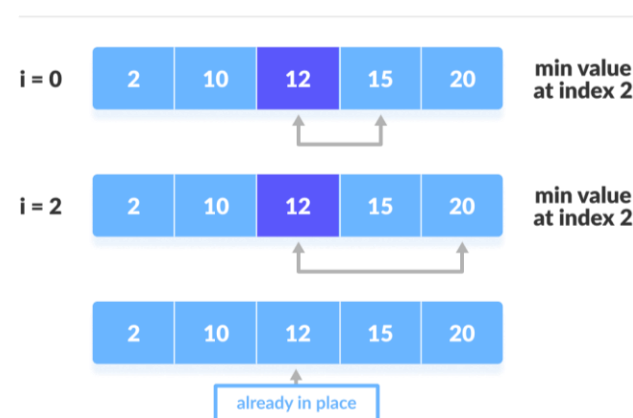 i = 0 2 10 12 15 20 min value
at index 2
i = 2 2 10 12 15 20 min value
at index 2
2 10 12 15 20
already in place